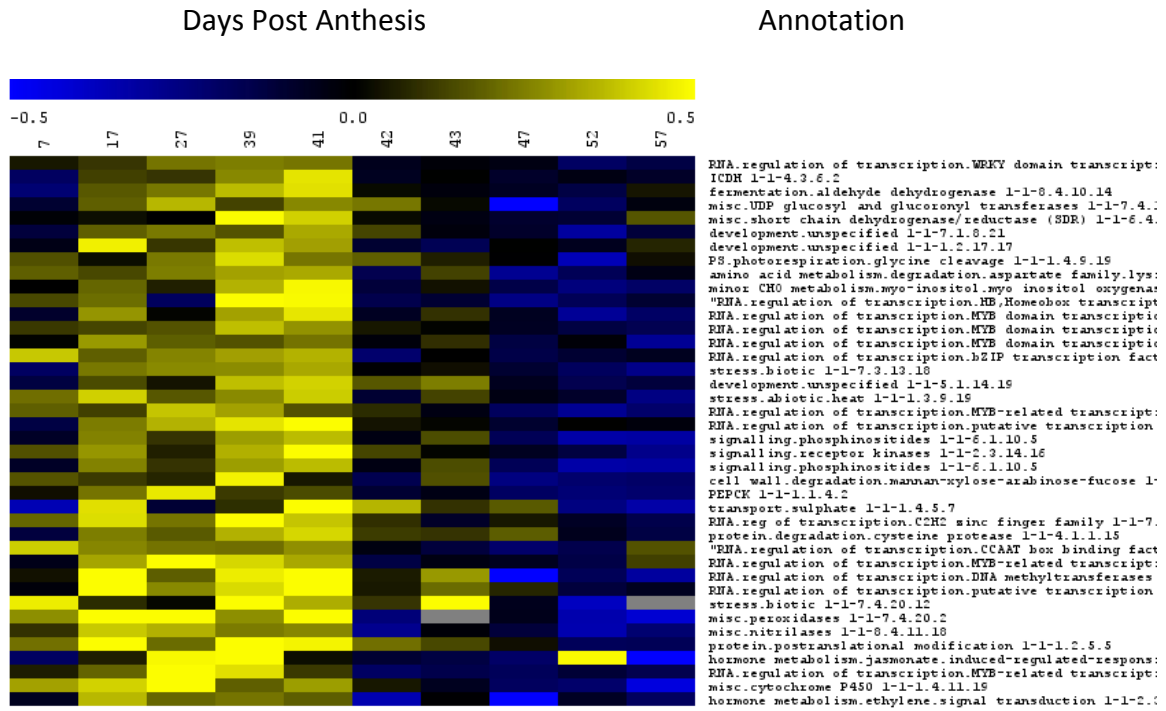 Days Post Anthesis
Annotation
-0.5 0.0 0.5
7 17 27 39 41 42 43 47 52 57
RNA.regulation of transcription.WRKY domain transcripti
ICDH 1-1-4.3.6.2
fermentation.aldehyde dehydrogenase 1-1-8.4.10.14
misc.UDP glucosyl and glucoronyl transferases 1-1-7.4.1
misc.short chain dehydrogenase/reductase (SDR) 1-1-6.4.
development.unspecified 1-1-7.1.8.21
development.unspecified 1-1-1.2.17.17
PS.photorespiration.glycine cleavage 1-1-1.4.9.19
amino acid metabolism.degradation.aspartate family.lys
minor CHO metabolism.myo-inositol.myo inositol oxygenas
"RNA.regulation of transcription.HB,Homeobox transcript
RNA.regulation of transcription.MYB domain transcriptio
RNA.regulation of transcription.MYB domain transcriptio
RNA.regulation of transcription.MYB domain transcriptio
RNA.regulation of transcription.bZIP transcription fact
stress.biotic 1-1-7.3.13.18
development.unspecified 1-1-5.1.14.19
stress.abiotic.heat 1-1-1.3.9.19
RNA.regulation of transcription.MYB-related transcripti
RNA.regulation of transcription.putative transcription
signalling.phosphinositides 1-1-6.1.10.5
signalling.receptor kinases 1-1-2.3.14.16
signalling.phosphinositides 1-1-6.1.10.5
cell wall.degradation.mannan-xylose-arabinose-fucose 1-
PEPCK 1-1-1.1.4.2
transport.sulphate 1-1-1.4.5.7
RNA.reg of transcription.C2H2 zinc finger family 1-1-7.
protein.degradation.cysteine protease 1-1-4.1.1.15
"RNA.regulation of transcription.CCAAT box binding fact
RNA.regulation of transcription.MYB-related transcripti
RNA.regulation of transcription.DNA methyltransferases
RNA.regulation of transcription.putative transcription
stress.biotic 1-1-7.4.20.12
misc.peroxidases 1-1-7.4.20.2
misc.nitrilases 1-1-8.4.11.18
protein.postranslational modification 1-1-1.2.5.5
hormone metabolism.jasmonate.induced-regulated-respons
RNA.regulation of transcription.MYB-related transcripti
misc.cytochrome P450 1-1-1.4.11.19
hormone metabolism.ethylene.signal transduction 1-1-2.3